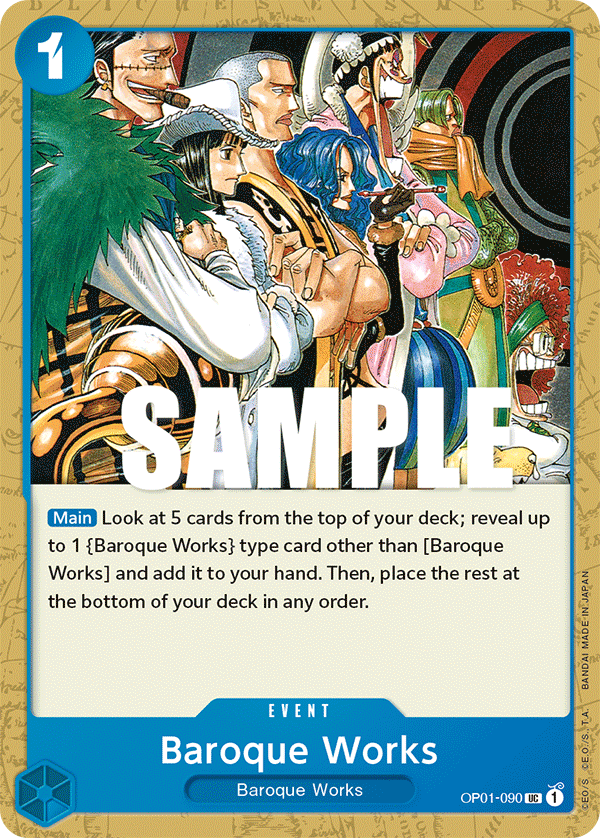 1
SAMPLE
Main Look at 5 cards from the top of your deck; reveal up
to 1 {Baroque Works} type card other than [Baroque
Works] and add it to your hand. Then, place the rest at
the bottom of your deck in any order.
EVENT
Baroque Works
Baroque Works
OP01-090 UC 1
©E.O./S. ©E.O./S.,T.A. BANDAI MADE IN JAPAN